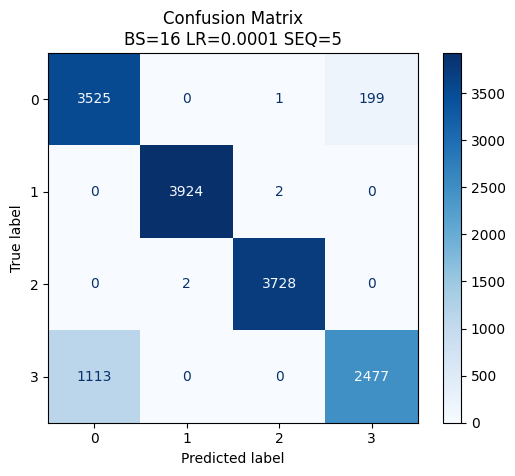 Confusion Matrix
BS=16 LR=0.0001 SEQ=5
0 3525 0 1 199
1 0 3924 2 0
2 0 2 3728 0
3 1113 0 0 2477
0 1 2 3
True label
Predicted label
3500
3000
2500
2000
1500
1000
500
0